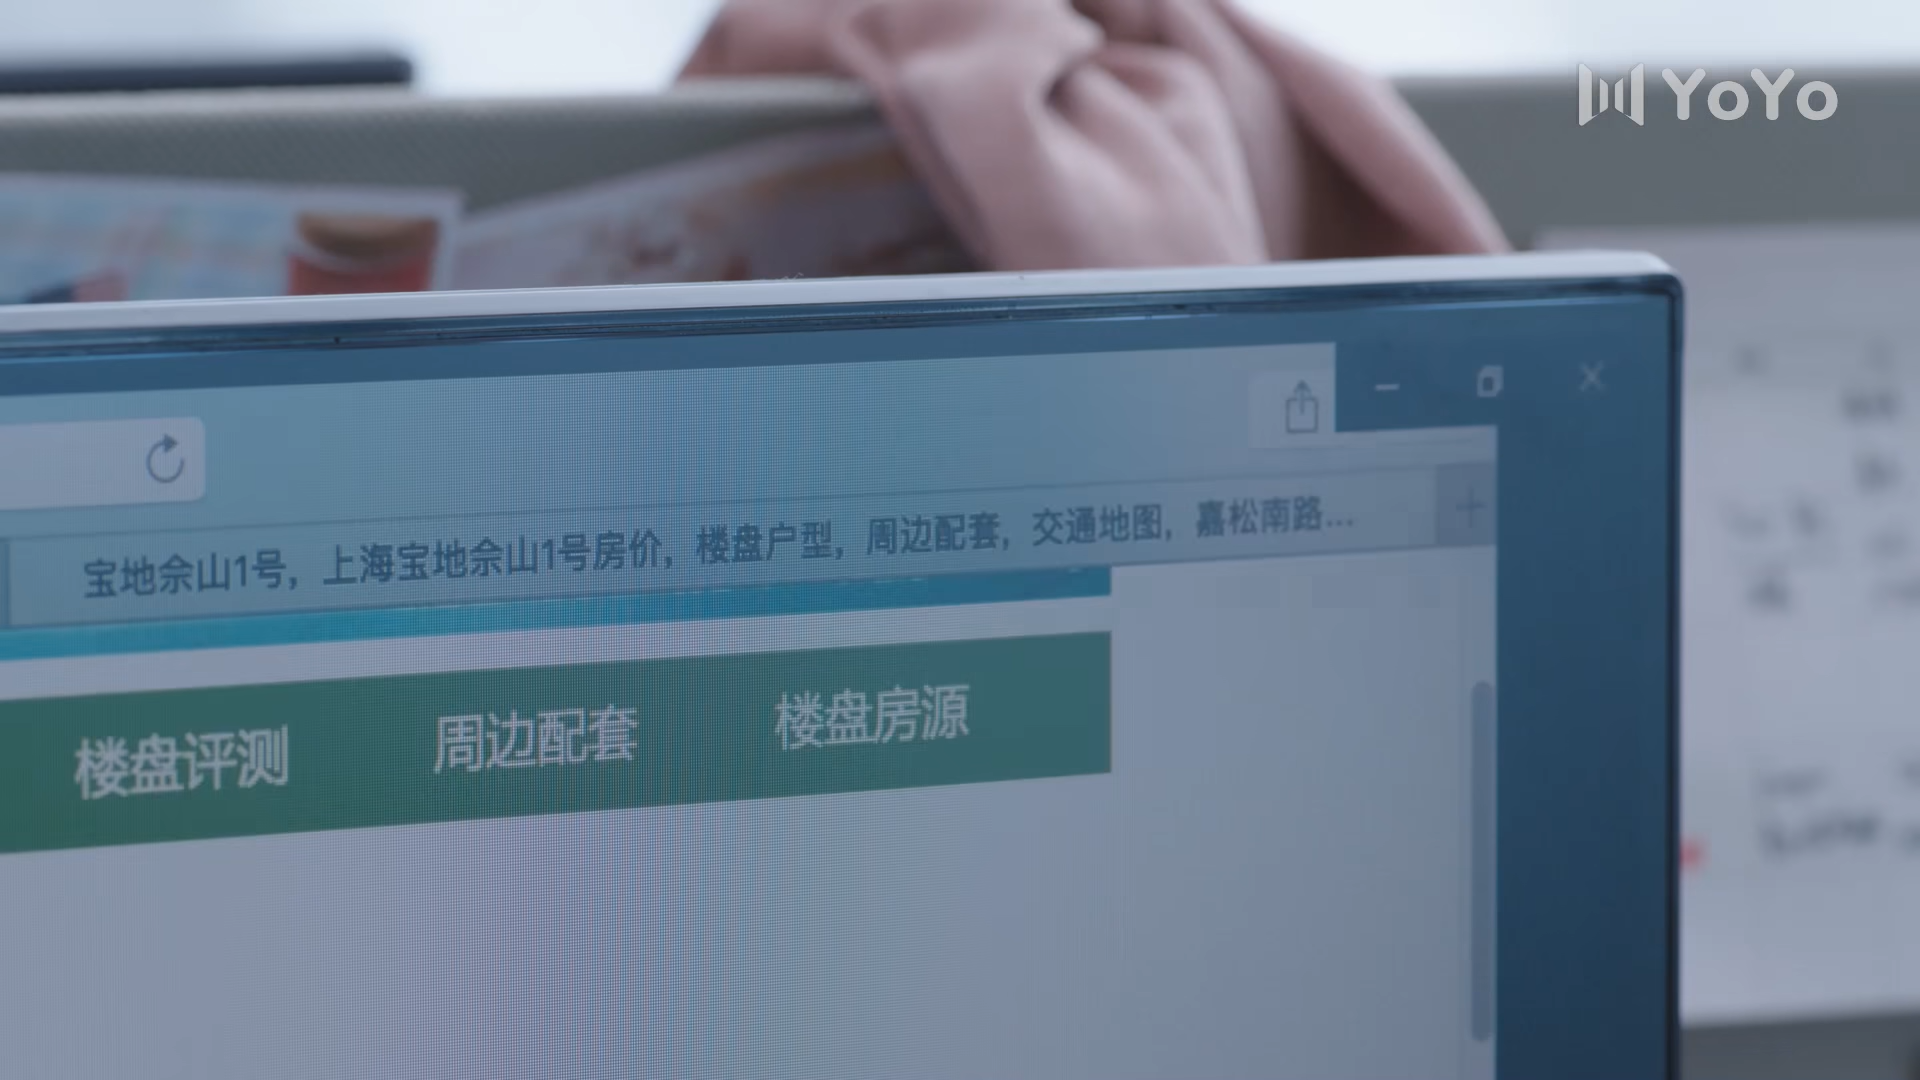 YoYo
宝地佘山1号，上海宝地佘山1号房价，楼盘户型，周边配套，交通地图，嘉松南路...
楼盘评测 周边配套 楼盘房源